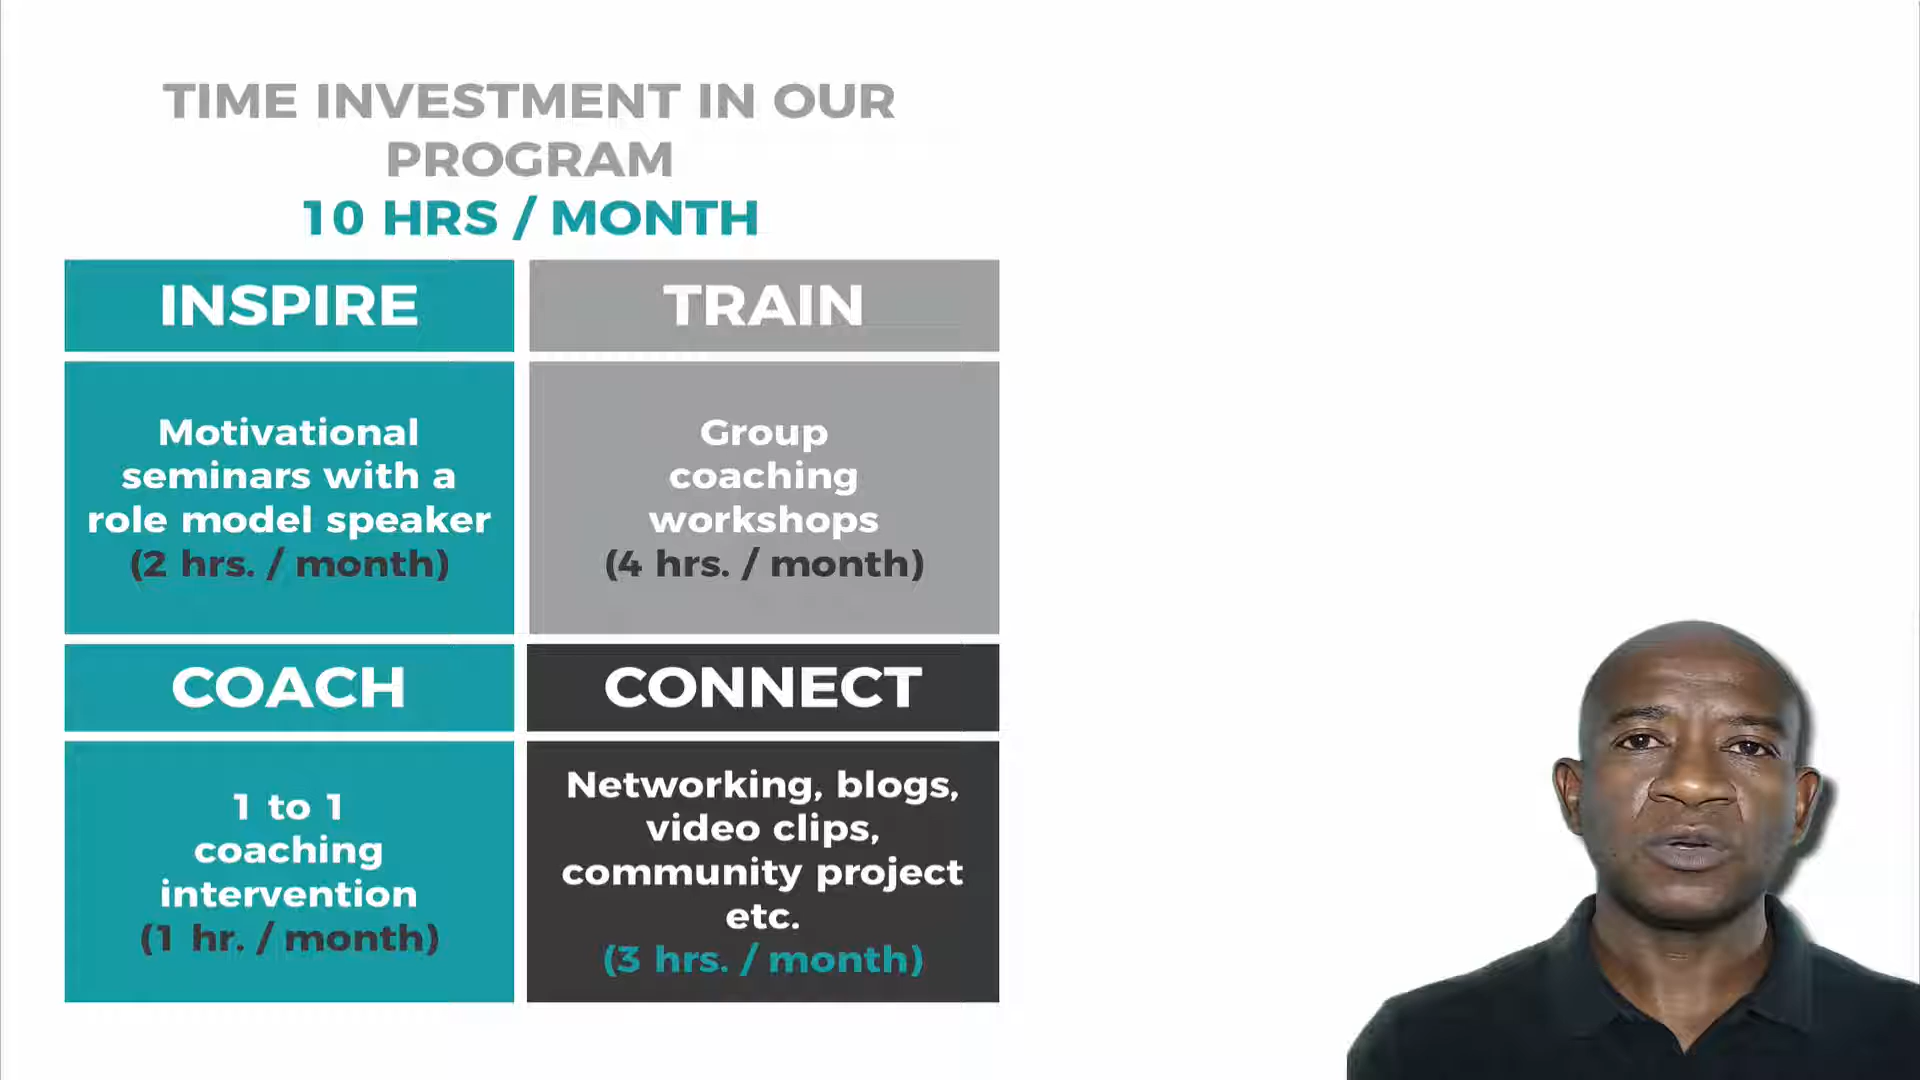 TIME INVESTMENT IN OUR
PROGRAM
10 HRS / MONTH
INSPIRE
Motivational
seminars with a
role model speaker
(2 hrs. / month)
TRAIN
Group
coaching
workshops
(4 hrs. / month)
COACH
1 to 1
coaching
intervention
(1 hr. / month)
CONNECT
Networking, blogs,
video clips,
community project
etc.
(3 hrs. / month)